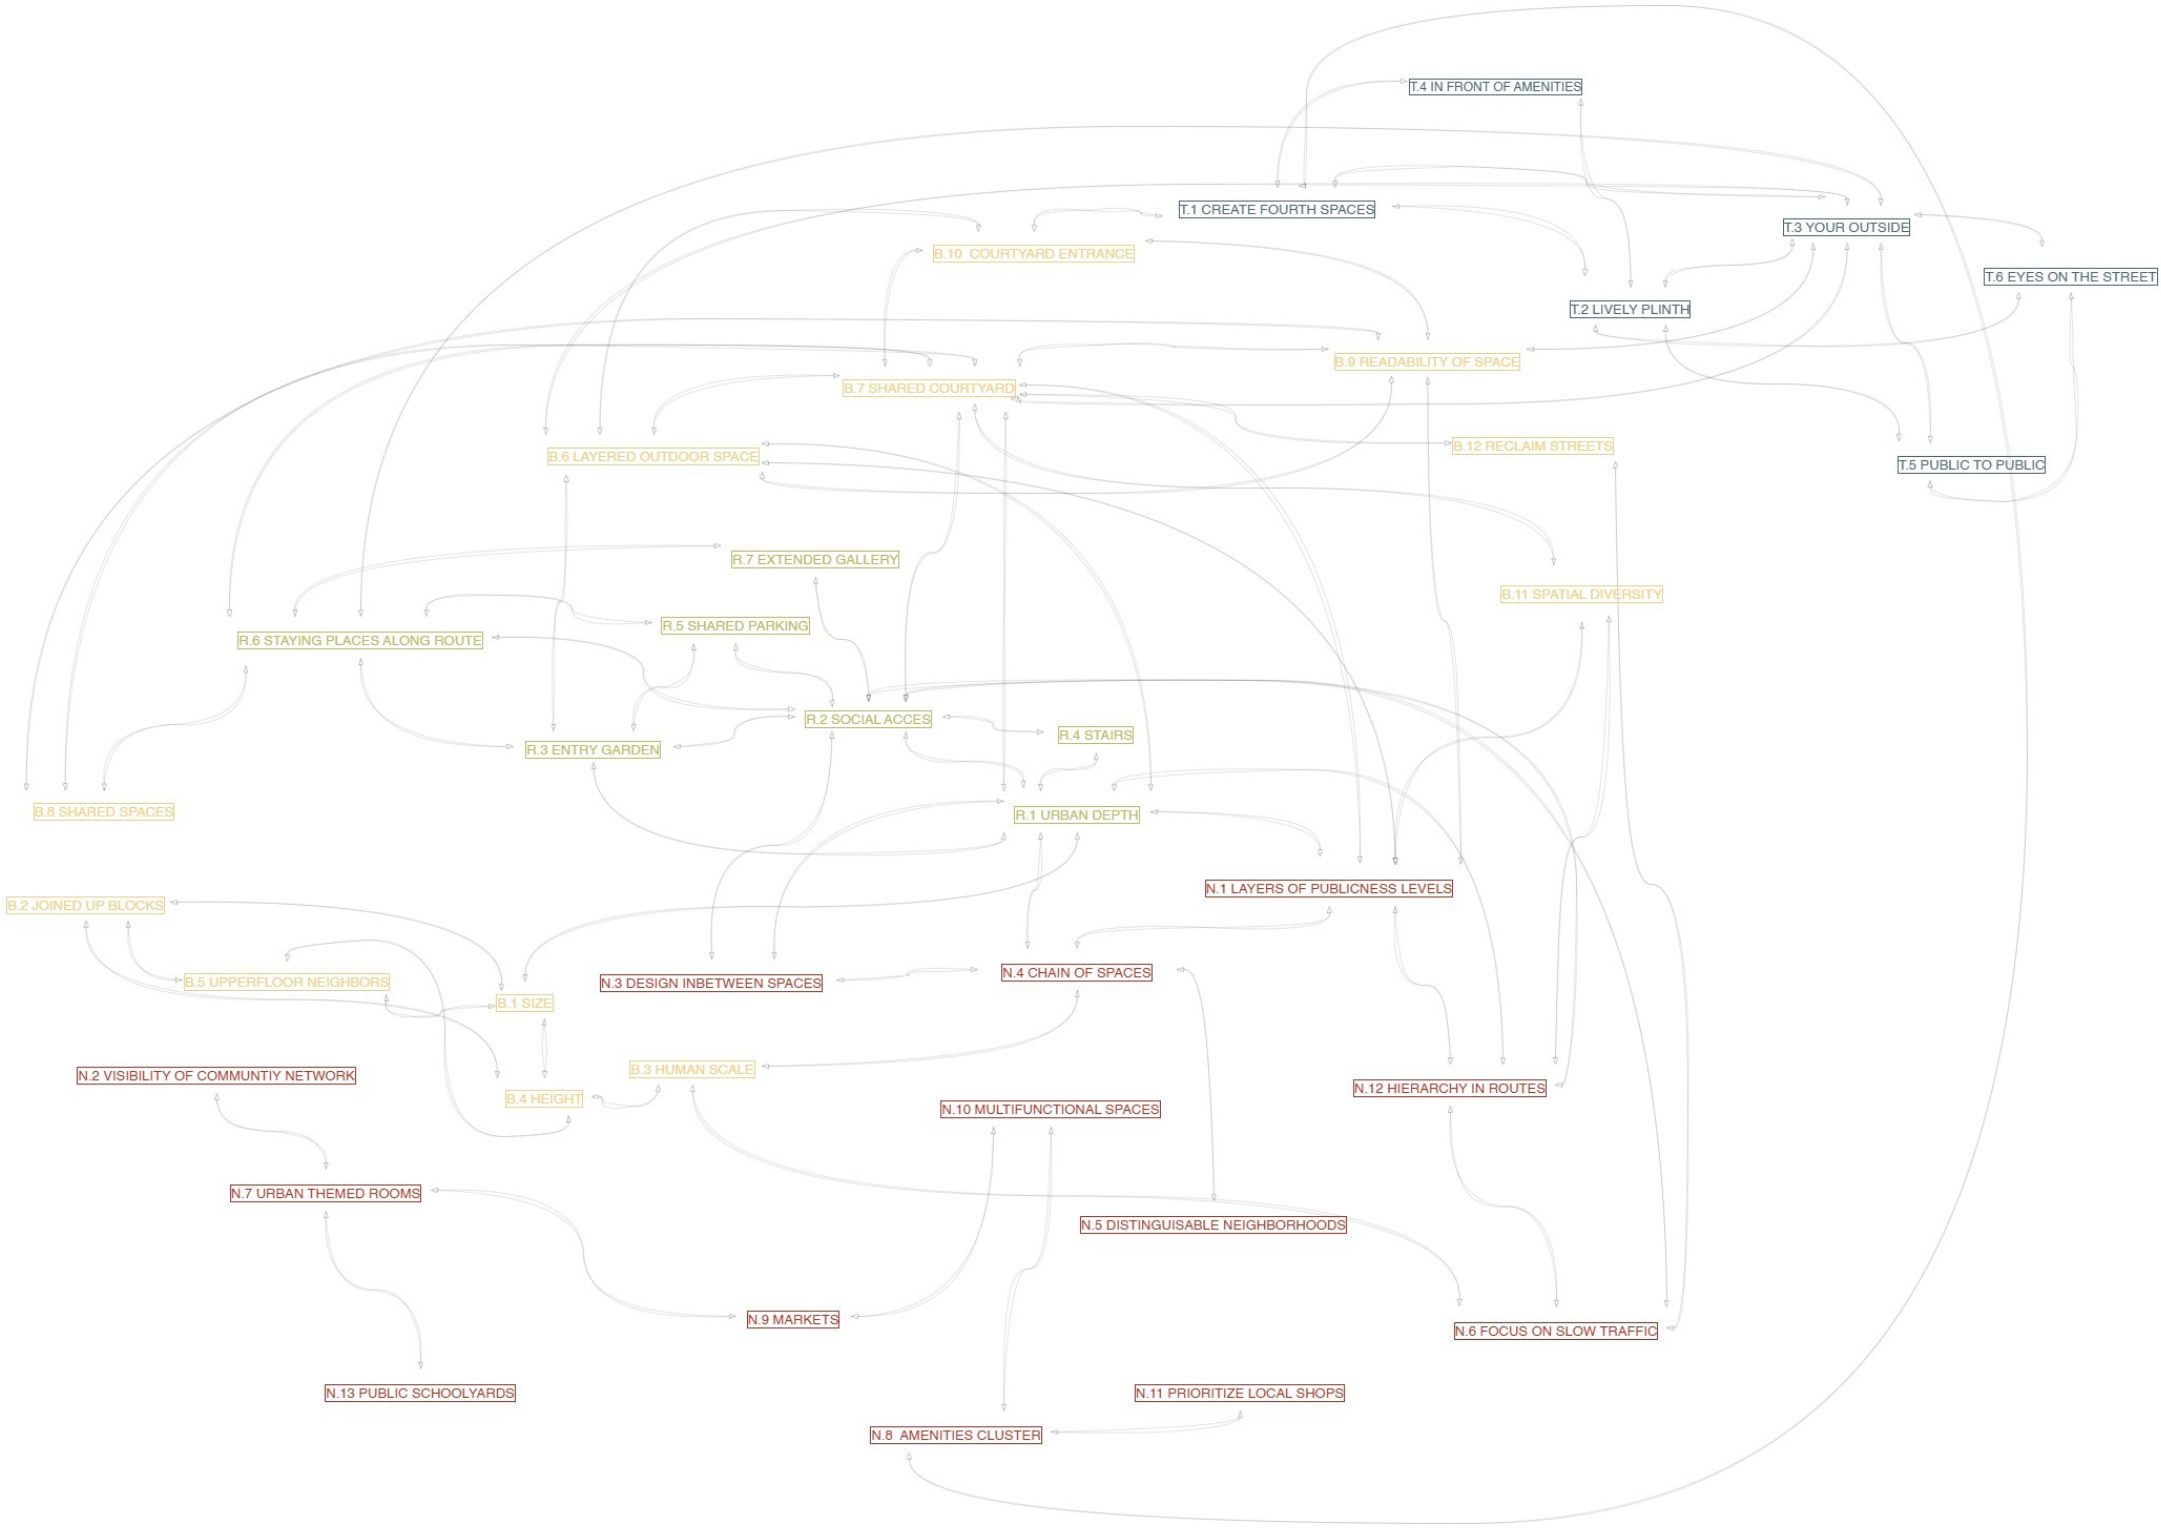 T.4 IN FRONT OF AMENITIES
T.1 CREATE FOURTH SPACES
T.3 YOUR OUTSIDE
B.10 COURTYARD ENTRANCE
T.6 EYES ON THE STREET
T.2 LIVELY PLINTH
B.9 READABILITY OF SPACE
B.7 SHARED COURTYARD
B.12 RECLAIM STREETS
B.6 LAYERED OUTDOOR SPACE
T.5 PUBLIC TO PUBLIC
R.7 EXTENDED GALLERY
B.11 SPATIAL DIVERSITY
R.5 SHARED PARKING
R.6 STAYING PLACES ALONG ROUTE
R.2 SOCIAL ACCES
R.4 STAIRS
R.3 ENTRY GARDEN
B.8 SHARED SPACES
R.1 URBAN DEPTH
N.1 LAYERS OF PUBLICNESS LEVELS
B.2 JOINED UP BLOCKS
N.4 CHAIN OF SPACES
B.5 UPPERFLOOR NEIGHBORS
N.3 DESIGN INBETWEEN SPACES
B.1 SIZE
B.3 HUMAN SCALE
N.2 VISIBILITY OF COMMUNTIY NETWORK
N.12 HIERARCHY IN ROUTES
B.4 HEIGHT
N.10 MULTIFUNCTIONAL SPACES
N.7 URBAN THEMED ROOMS
N.5 DISTINGUISABLE NEIGHBORHOODS
N.9 MARKETS
N.6 FOCUS ON SLOW TRAFFIC
N.13 PUBLIC SCHOOLYARDS
N.11 PRIORITIZE LOCAL SHOPS
N.8 AMENITIES CLUSTER